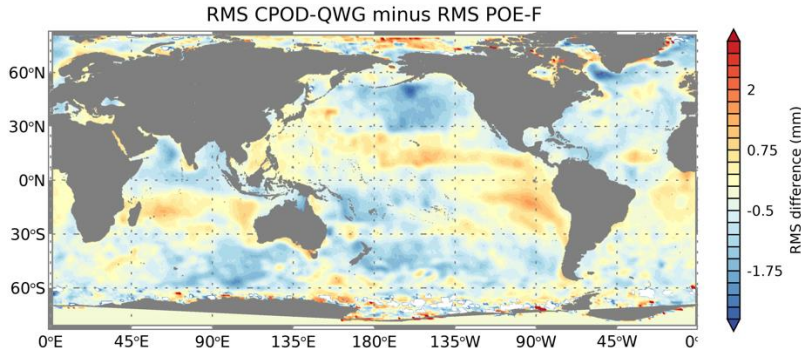 RMS CPOD-QWG minus RMS POE-F
60°N
30°N
0°N
30°S
60°S
0°E
45°E
90°E
135°E
180°W
135°W
90°W
45°W
0°
2
0.75
-0.5
-1.75
RMS difference (mm)